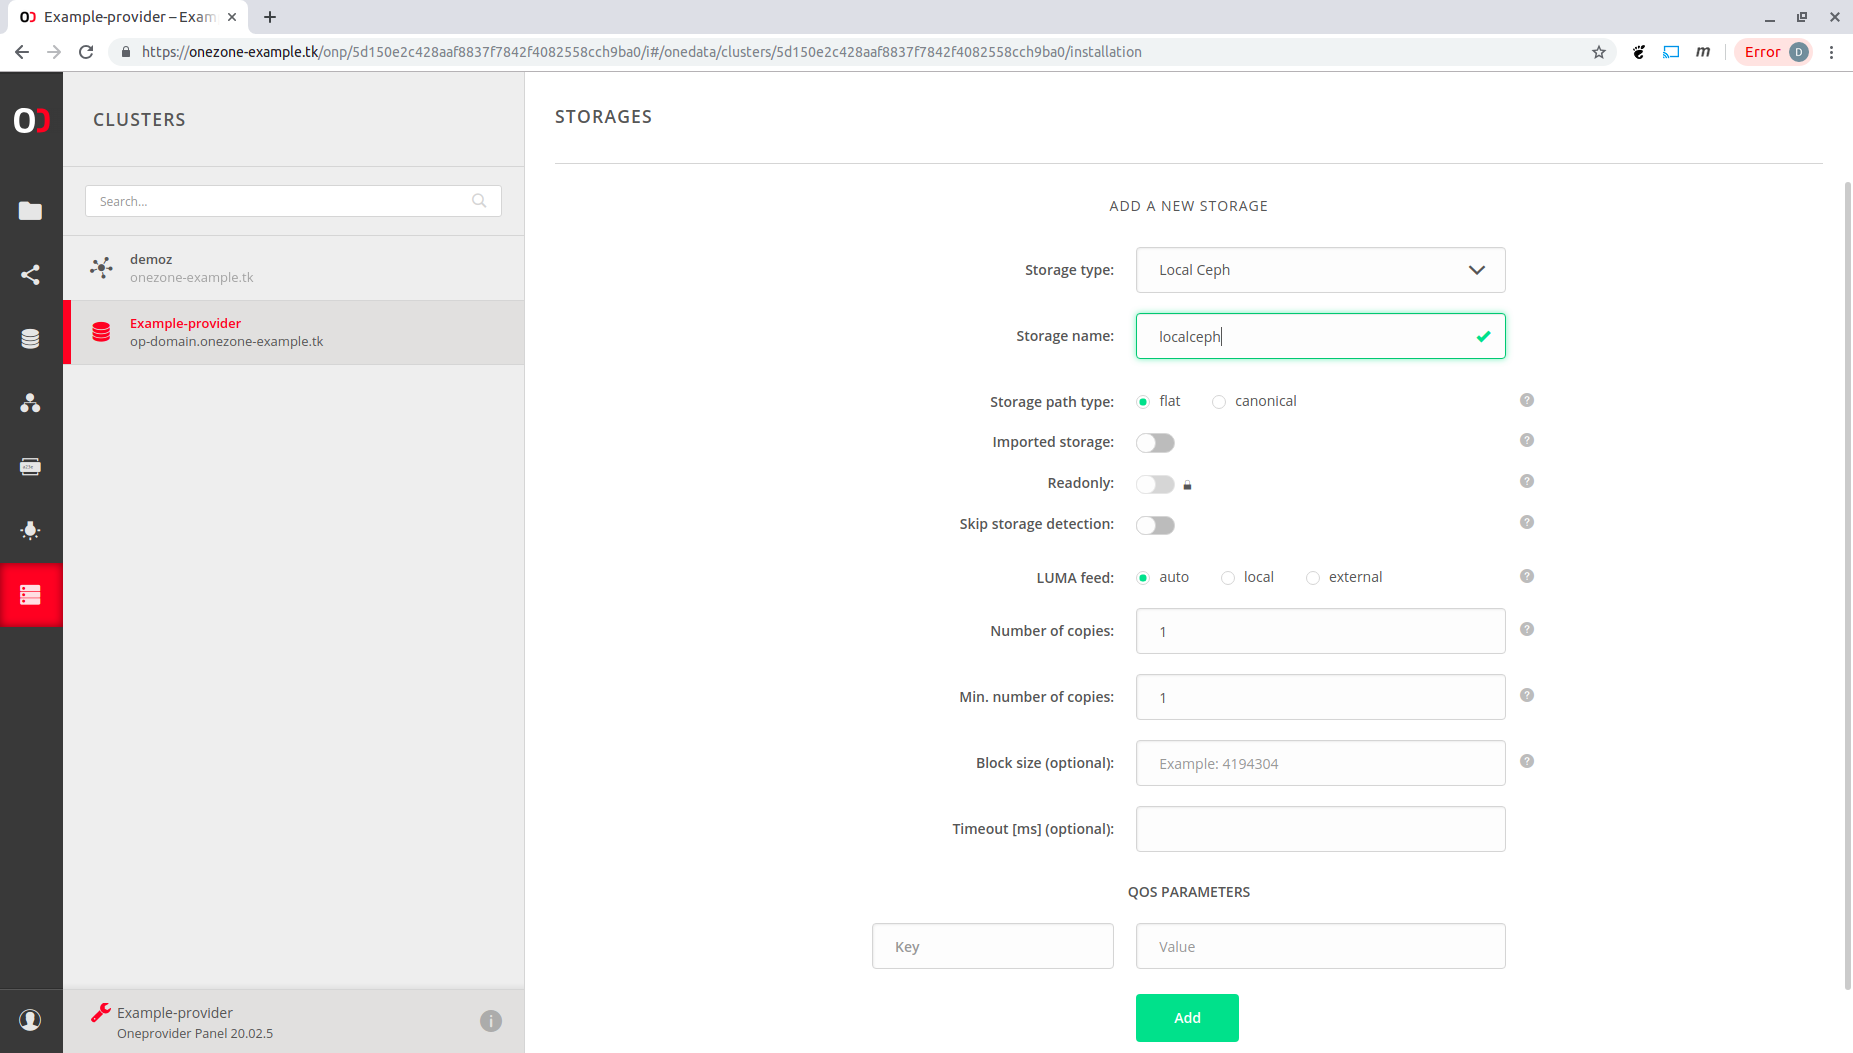 Example-provider – Exam
https://onezone-example.tk/onp/5d150e2c428aaf8837f7842f4082558cch9ba0/i#/onedata/clusters/5d150e2c428aaf8837f7842f4082558cch9ba0/installation
m
Error
D
CLUSTERS
Search...
demoz
onezone-example.tk
Example-provider
op-domain.onezone-example.tk
STORAGES
ADD A NEW STORAGE
Storage type: Local Ceph
Storage name: localceph
Storage path type: flat canonical ?
Imported storage: ?
Readonly: ?
Skip storage detection: ?
LUMA feed: auto local external ?
Number of copies: 1 ?
Min. number of copies: 1 ?
Block size (optional): Example: 4194304 ?
Timeout [ms] (optional):
QOS PARAMETERS
Key Value
Add
Example-provider
Oneprovider Panel 20.02.5
i